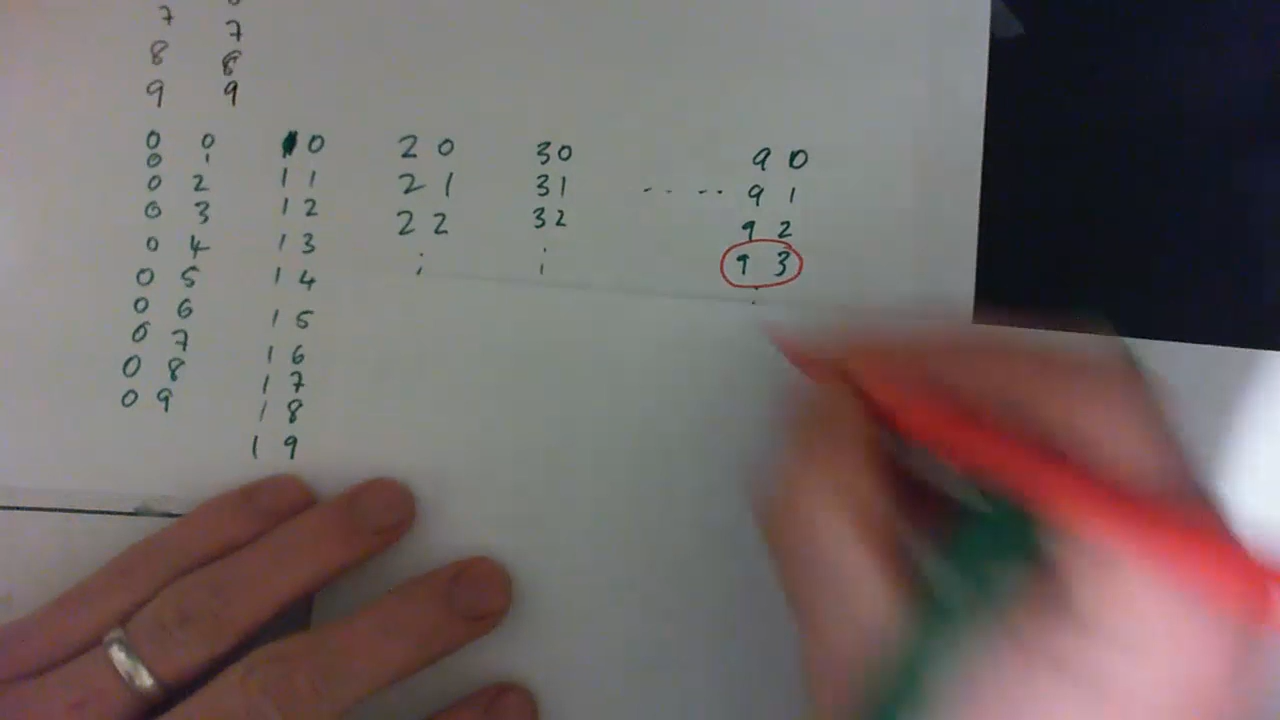 7 7
8 8
9 9
0 0 10 20 30 90
0 1 11 21 31 ---- 91
0 2 12 22 32 92
0 3 13 : : 93
0 4 14 :
0 5 15
0 6 16
0 7 17
0 8 18
0 9 19